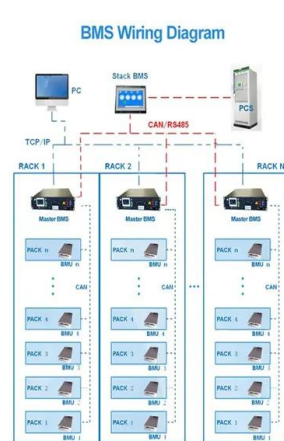 BMS Wiring Diagram
Stack BMS
PC
PCS
CAN/RS485
TCP/IP
RACK 1
RACK 2
RACK N
Master BMS
Master BMS
Master BMS
PACK n
PACK n
PACK n
BMU n
BMU n
BMU n
CAN
CAN
CAN
PACK 4
PACK 4
PACK 4
BMU 4
BMU 4
BMU 4
PACK 3
PACK 3
PACK 3
BMU 3
BMU 3
BMU 3
PACK 2
PACK 2
PACK 2
BMU 2
BMU 2
BMU 2
PACK 1
PACK 1
PACK 1
BMU 1
BMU 1
BMU 1